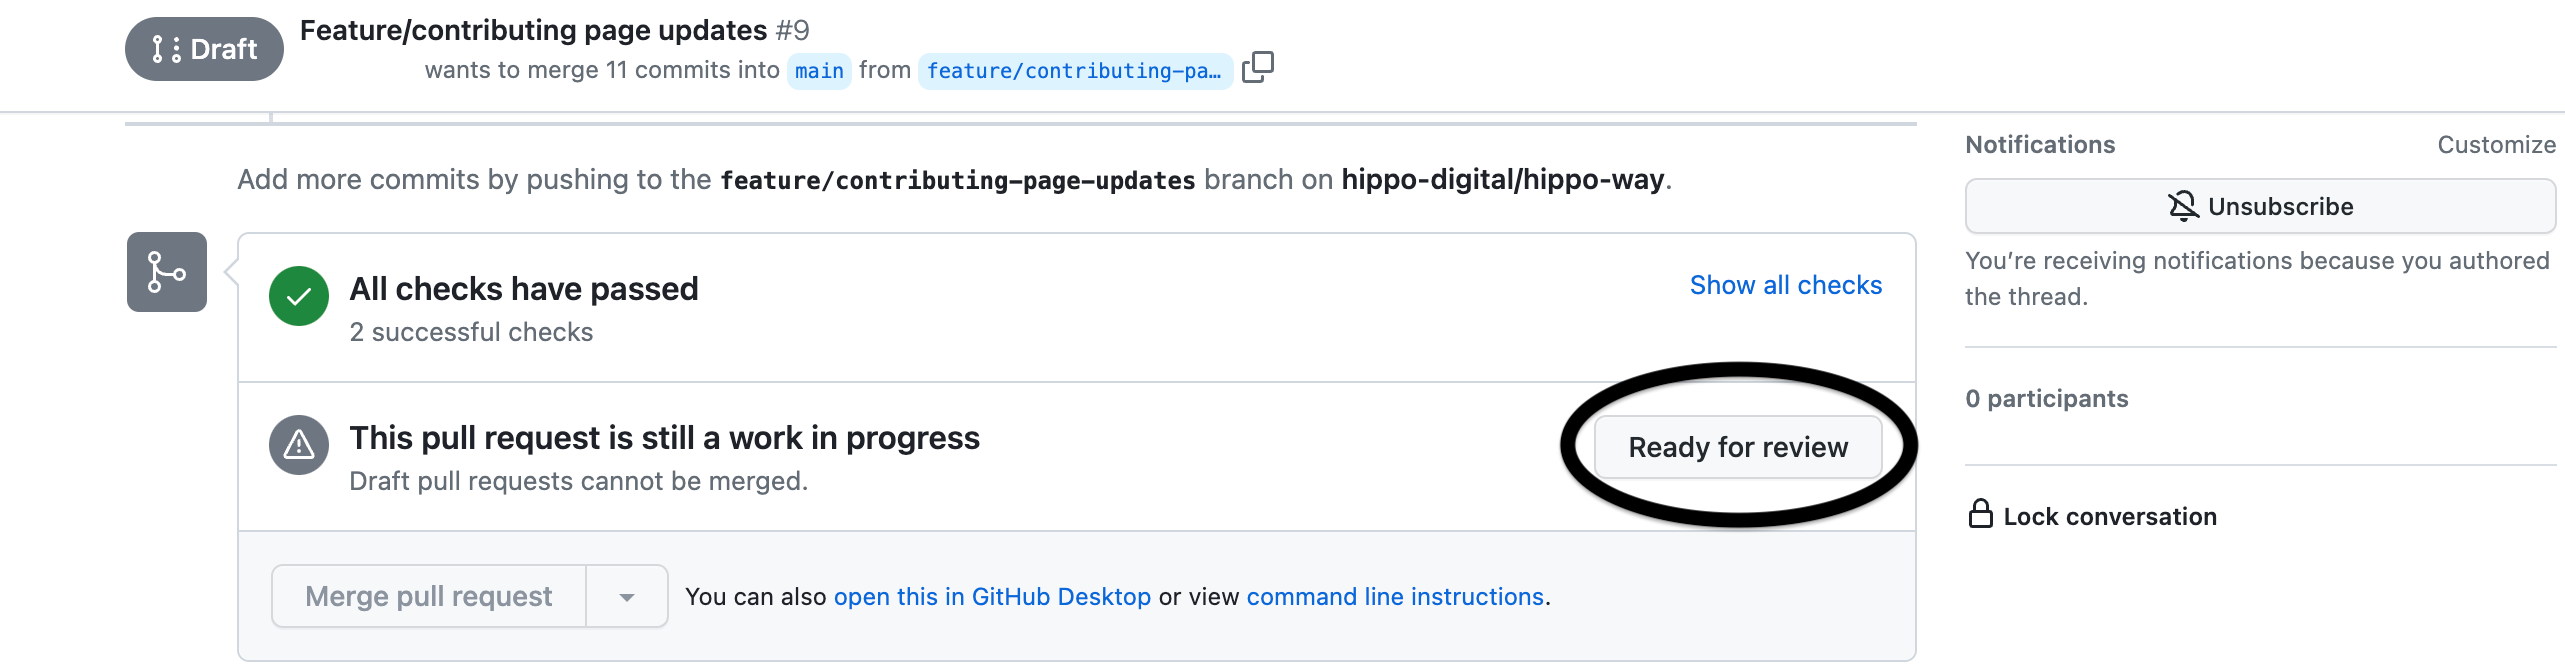 Draft
Feature/contributing page updates #9
wants to merge 11 commits into main from feature/contributing-pa…
Add more commits by pushing to the feature/contributing-page-updates branch on hippo-digital/hippo-way.
All checks have passed
Show all checks
2 successful checks
This pull request is still a work in progress
Draft pull requests cannot be merged.
Ready for review
Merge pull request
You can also open this in GitHub Desktop or view command line instructions.
Notifications
Customize
Unsubscribe
You’re receiving notifications because you authored
the thread.
0 participants
Lock conversation